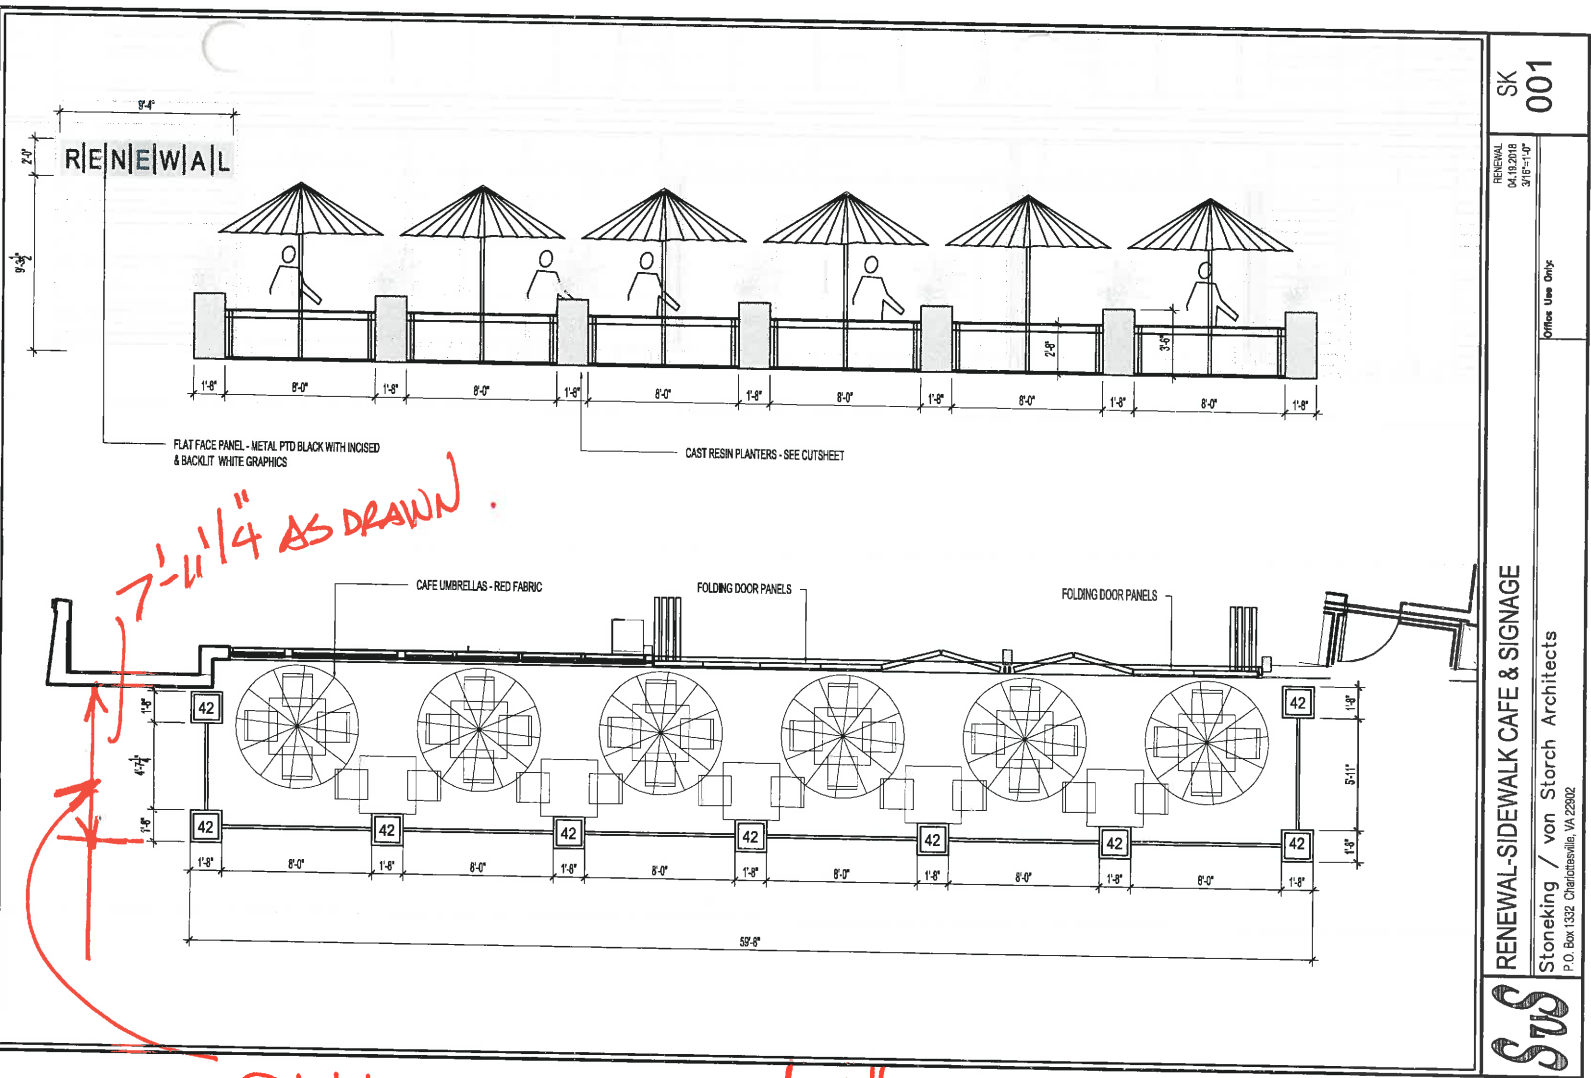 9'-4"
2'-0"
RENEWAL
9'-3½"
2'-8"
3'-6"
1'-8" 8'-0" 1'-8" 8'-0" 1'-8" 8'-0" 1'-8" 8'-0" 1'-8" 8'-0" 1'-8" 8'-0" 1'-8"
FLAT FACE PANEL - METAL PTD BLACK WITH INCISED
& BACKLIT WHITE GRAPHICS
CAST RESIN PLANTERS - SEE CUTSHEET
7'-11 1/4" AS DRAWN.
CAFE UMBRELLAS - RED FABRIC
FOLDING DOOR PANELS
FOLDING DOOR PANELS
42 42
1'-8" 1'-8"
5'-11"
1'-8" 1'-8"
42 42 42 42 42 42 42
1'-8" 8'-0" 1'-8" 8'-0" 1'-8" 8'-0" 1'-8" 8'-0" 1'-8" 8'-0" 1'-8" 8'-0" 1'-8"
59'-8"
SK
001
RENEWAL
04.19.2018
3/16"=1'-0"
Office Use Only:
RENEWAL-SIDEWALK CAFE & SIGNAGE
Stoneking / von Storch Architects
P.O. Box 1332 Charlottesville, VA 22902
SvS